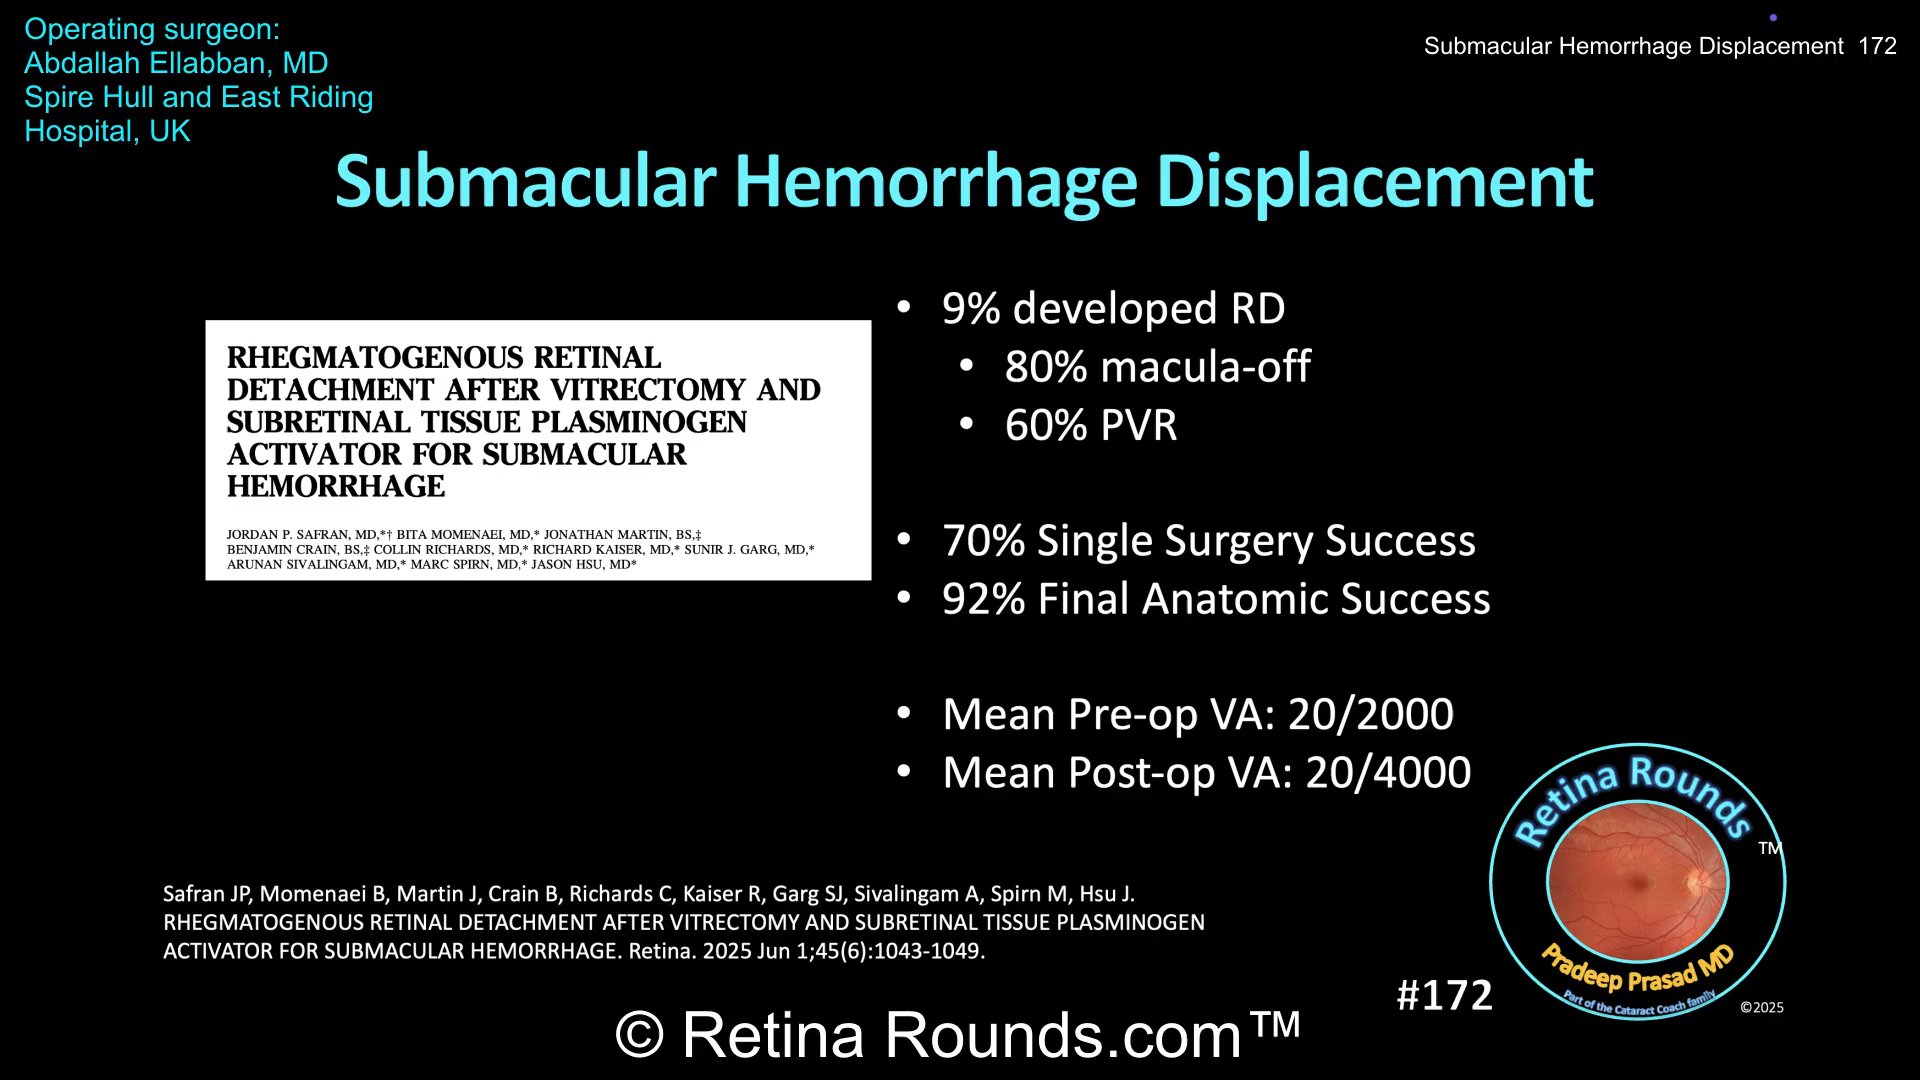 Operating surgeon:
Abdallah Ellabban, MD
Spire Hull and East Riding
Hospital, UK
Submacular Hemorrhage Displacement 172
Submacular Hemorrhage Displacement
RHEGMATOGENOUS RETINAL
DETACHMENT AFTER VITRECTOMY AND
SUBRETINAL TISSUE PLASMINOGEN
ACTIVATOR FOR SUBMACULAR
HEMORRHAGE
JORDAN P. SAFRAN, MD,*† BITA MOMENAEI, MD,* JONATHAN MARTIN, BS,‡
BENJAMIN CRAIN, BS,‡ COLLIN RICHARDS, MD,* RICHARD KAISER, MD,* SUNIR J. GARG, MD,*
ARUNAN SIVALINGAM, MD,* MARC SPIRN, MD,* JASON HSU, MD*
• 9% developed RD
• 80% macula-off
• 60% PVR
• 70% Single Surgery Success
• 92% Final Anatomic Success
• Mean Pre-op VA: 20/2000
• Mean Post-op VA: 20/4000
Safran JP, Momenaei B, Martin J, Crain B, Richards C, Kaiser R, Garg SJ, Sivalingam A, Spirn M, Hsu J.
RHEGMATOGENOUS RETINAL DETACHMENT AFTER VITRECTOMY AND SUBRETINAL TISSUE PLASMINOGEN
ACTIVATOR FOR SUBMACULAR HEMORRHAGE. Retina. 2025 Jun 1;45(6):1043-1049.
Retina Rounds
TM
Pradeep Prasad MD
Part of the Cataract Coach family
©2025
#172
© Retina Rounds.com™